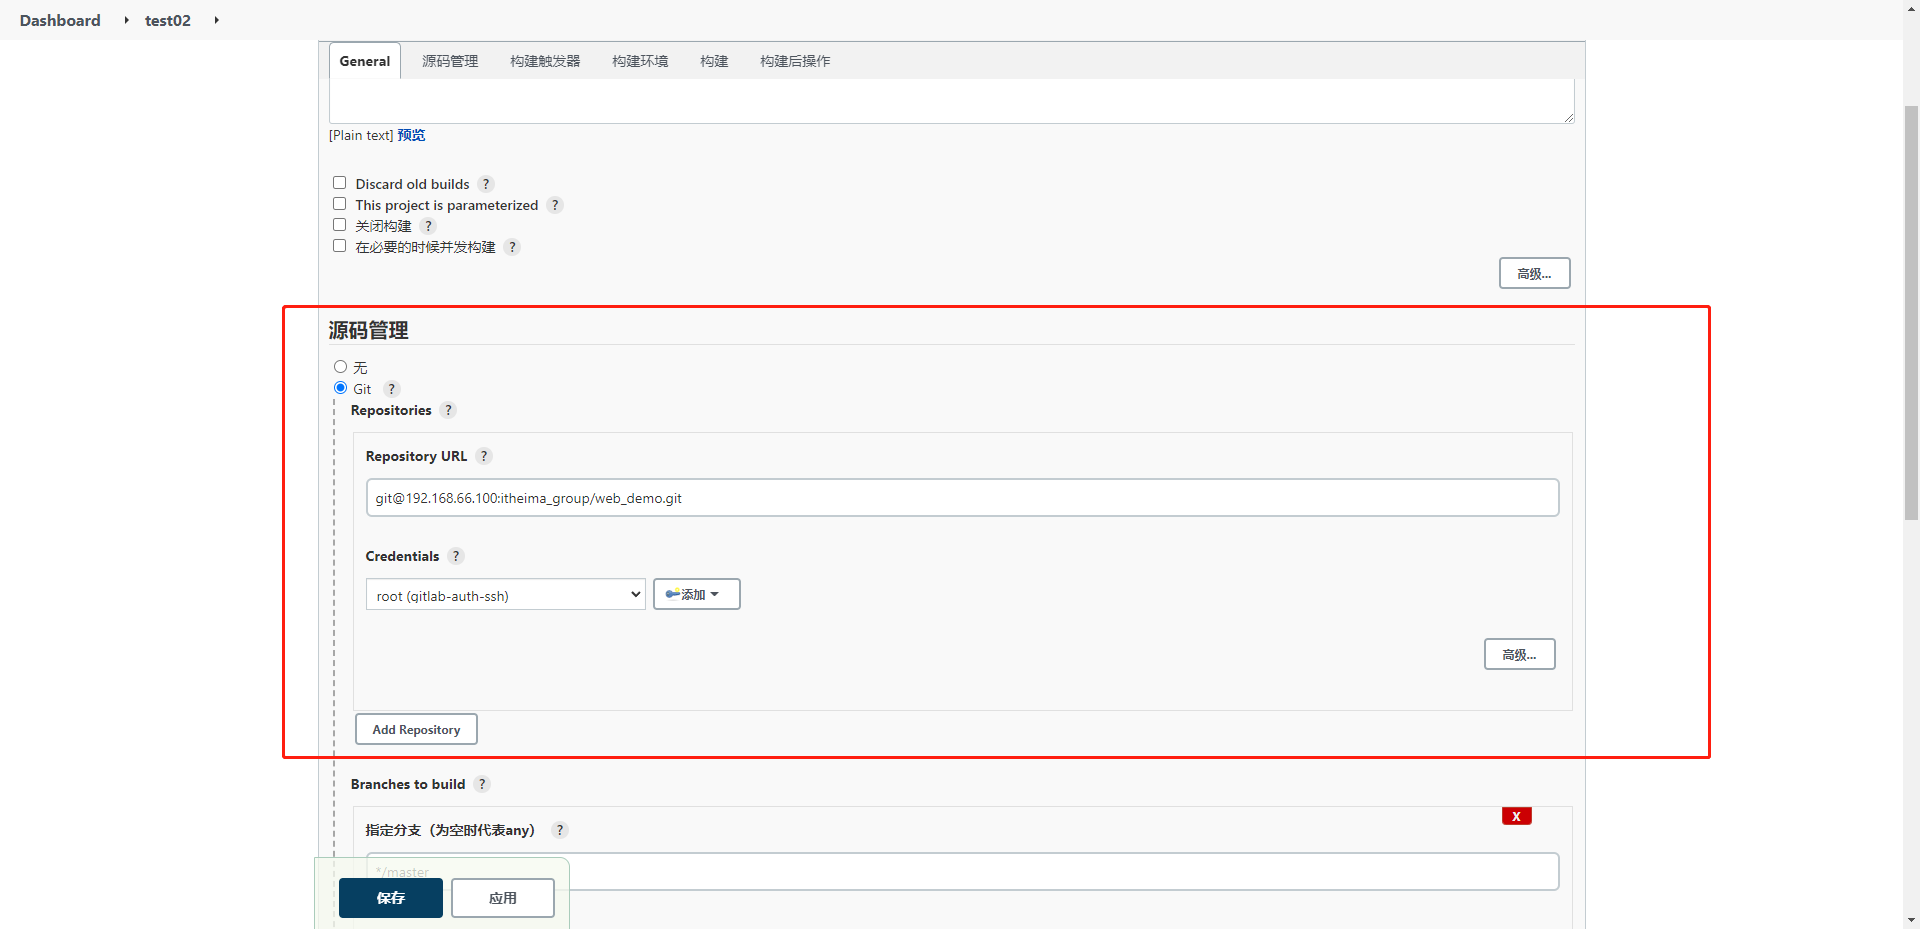 Dashboard test02
General 源码管理 构建触发器 构建环境 构建 构建后操作
[Plain text] 预览
Discard old builds ?
This project is parameterized ?
关闭构建 ?
在必要的时候并发构建 ?
高级...
源码管理
无
Git ?
Repositories ?
Repository URL ?
git@192.168.66.100:itheima_group/web_demo.git
Credentials ?
root (gitlab-auth-ssh) 添加
高级...
Add Repository
Branches to build ?
X
指定分支（为空时代表any） ?
*/master
保存 应用